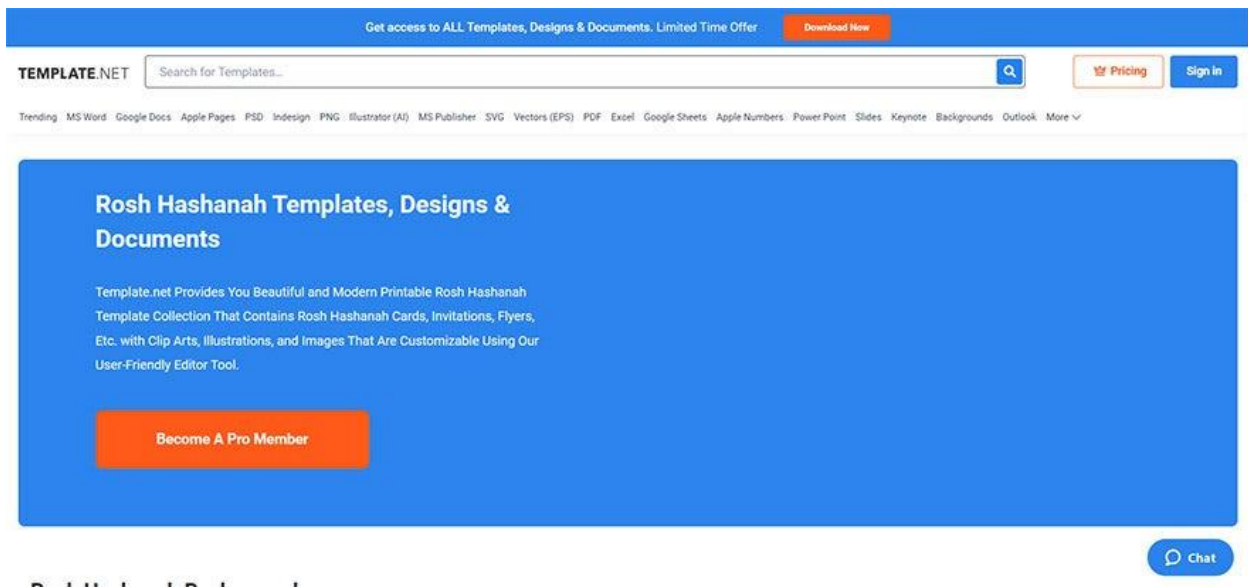 Get access to ALL Templates, Designs & Documents. Limited Time Offer Download Now
TEMPLATE.NET Search for Templates... Pricing Sign in
Trending MS Word Google Docs Apple Pages PSD Indesign PNG Illustrator (AI) MS Publisher SVG Vectors (EPS) PDF Excel Google Sheets Apple Numbers Power Point Slides Keynote Backgrounds Outlook More
Rosh Hashanah Templates, Designs &
Documents
Template.net Provides You Beautiful and Modern Printable Rosh Hashanah
Template Collection That Contains Rosh Hashanah Cards, Invitations, Flyers,
Etc. with Clip Arts, Illustrations, and Images That Are Customizable Using Our
User-Friendly Editor Tool.
Become A Pro Member
Chat